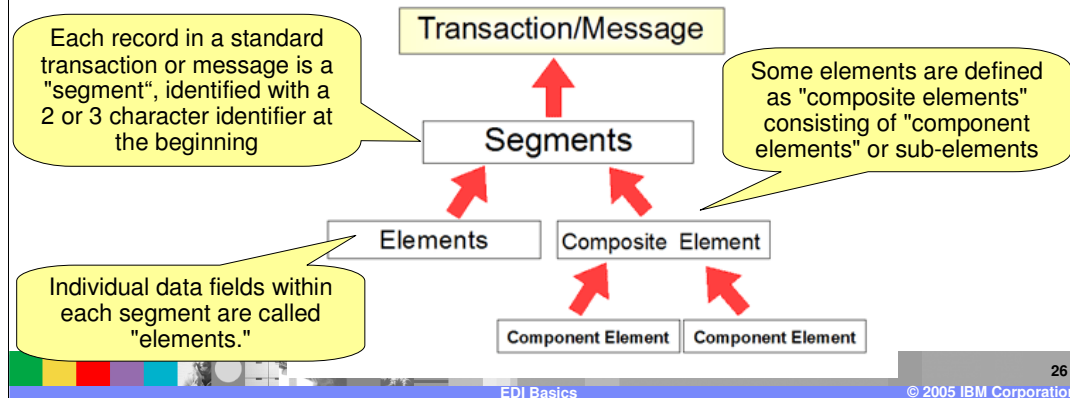 Transaction/Message
Each record in a standard
transaction or message is a
"segment“, identified with a
2 or 3 character identifier at
the beginning
Some elements are defined
as "composite elements"
consisting of "component
elements" or sub-elements
Segments
Elements
Composite Element
Individual data fields within
each segment are called
"elements."
Component Element
Component Element
26
EDI Basics
© 2005 IBM Corporation